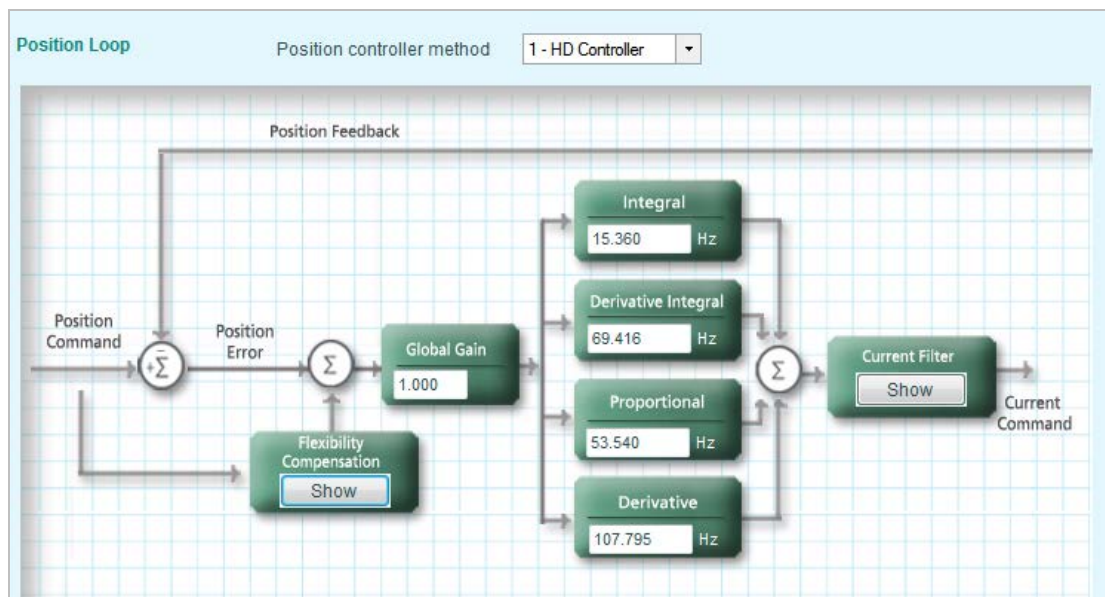 Position Loop
Position controller method
1 - HD Controller
Position Feedback
Integral
15.360 Hz
Derivative Integral
69.416 Hz
Position
Command
Position
Error
+Σ̄
Σ
Global Gain
1.000
Proportional
53.540 Hz
Σ
Current Filter
Show
Current
Command
Flexibility
Compensation
Show
Derivative
107.795 Hz